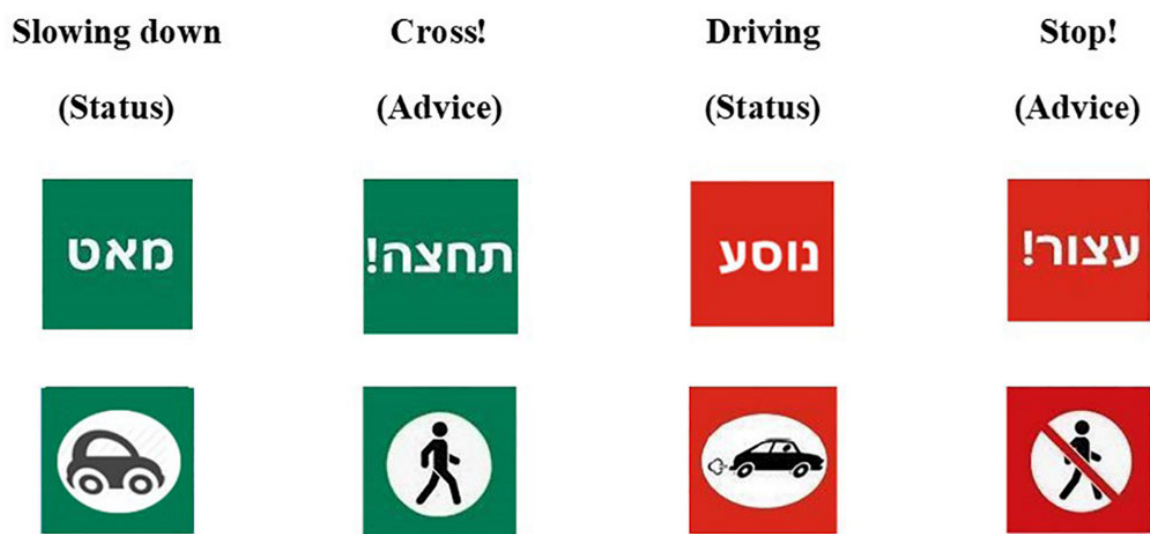 Slowing down
Cross!
Driving
Stop!
(Status)
(Advice)
(Status)
(Advice)
מאט
תחצה!
נוסע
עצור!